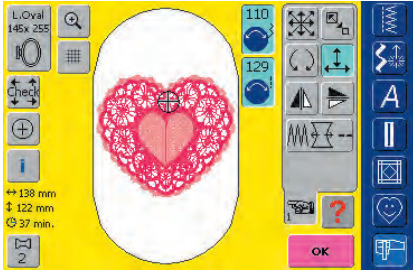 L.Oval
145x 255
110
129
Check
A
i
↔ 138 mm
↕ 122 mm
37 min.
2
1
?
OK